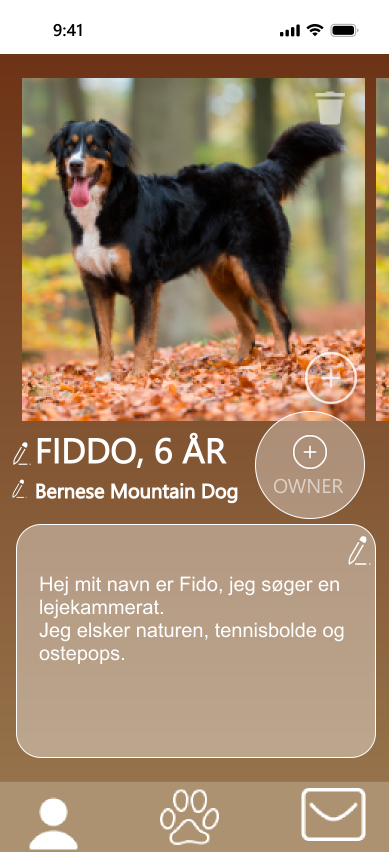 9:41
FIDDO, 6 ÅR
Bernese Mountain Dog
OWNER
Hej mit navn er Fido, jeg søger en
lejekammerat.
Jeg elsker naturen, tennisbolde og
ostepops.